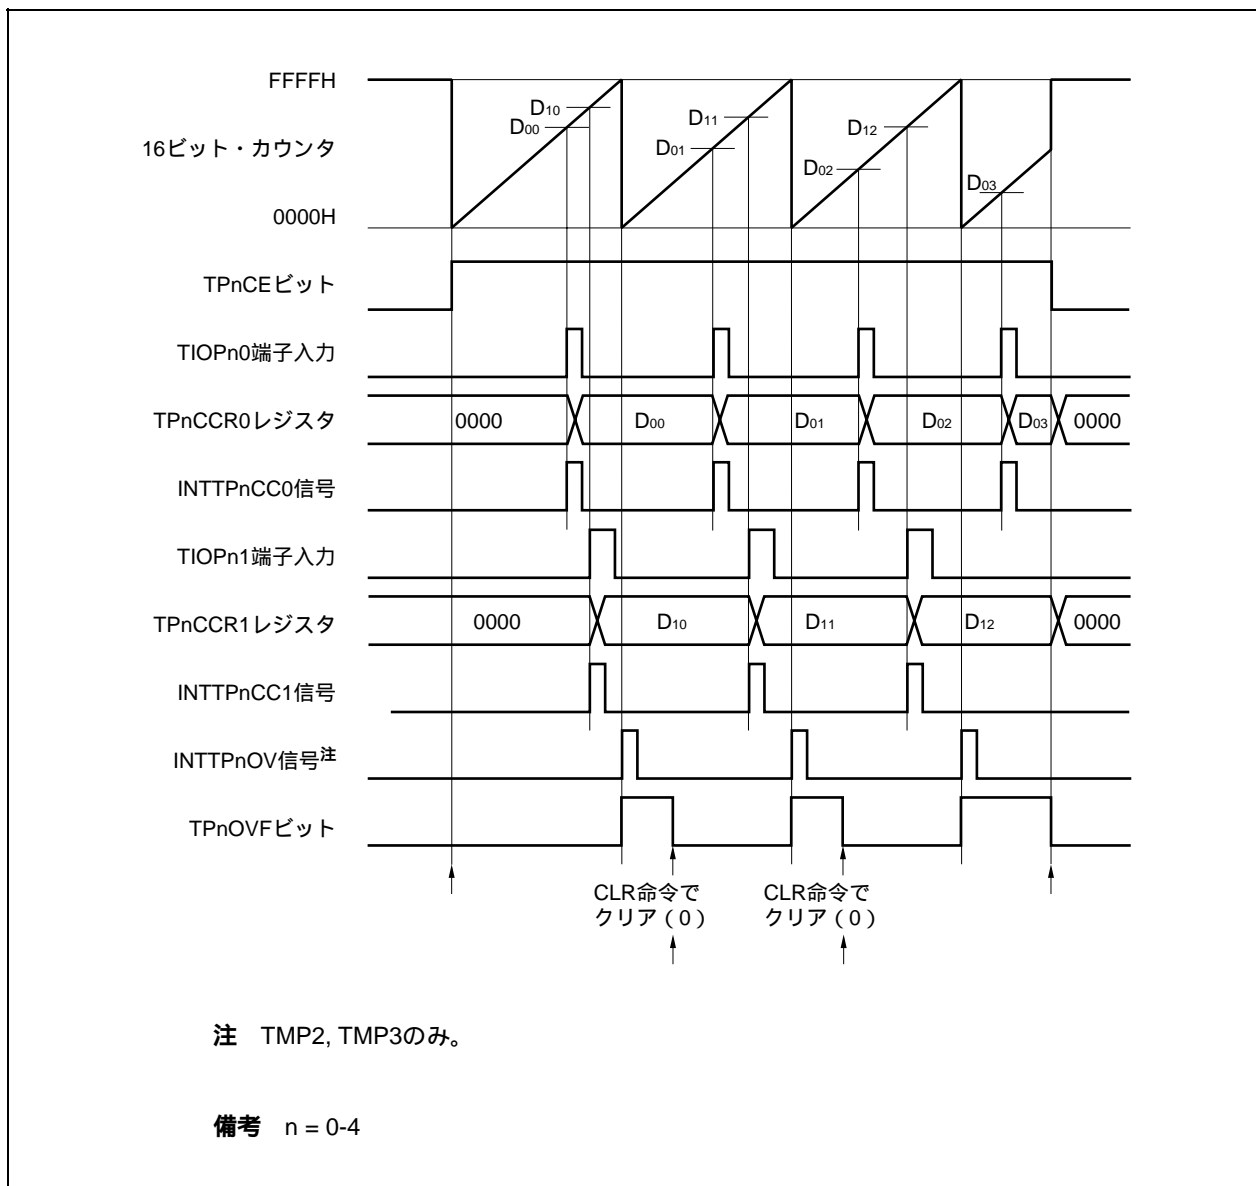 FFFFH
D10
D00
D11
D01
D12
D02
D03
16ビット・カウンタ
0000H
TPnCEビット
TIOPn0端子入力
TPnCCR0レジスタ 0000 D00 D01 D02 D03 0000
INTTPnCC0信号
TIOPn1端子入力
TPnCCR1レジスタ 0000 D10 D11 D12 0000
INTTPnCC1信号
INTTPnOV信号注
TPnOVFビット
CLR命令で
クリア(0)
CLR命令で
クリア(0)
注 TMP2, TMP3のみ。
備考 n = 0-4